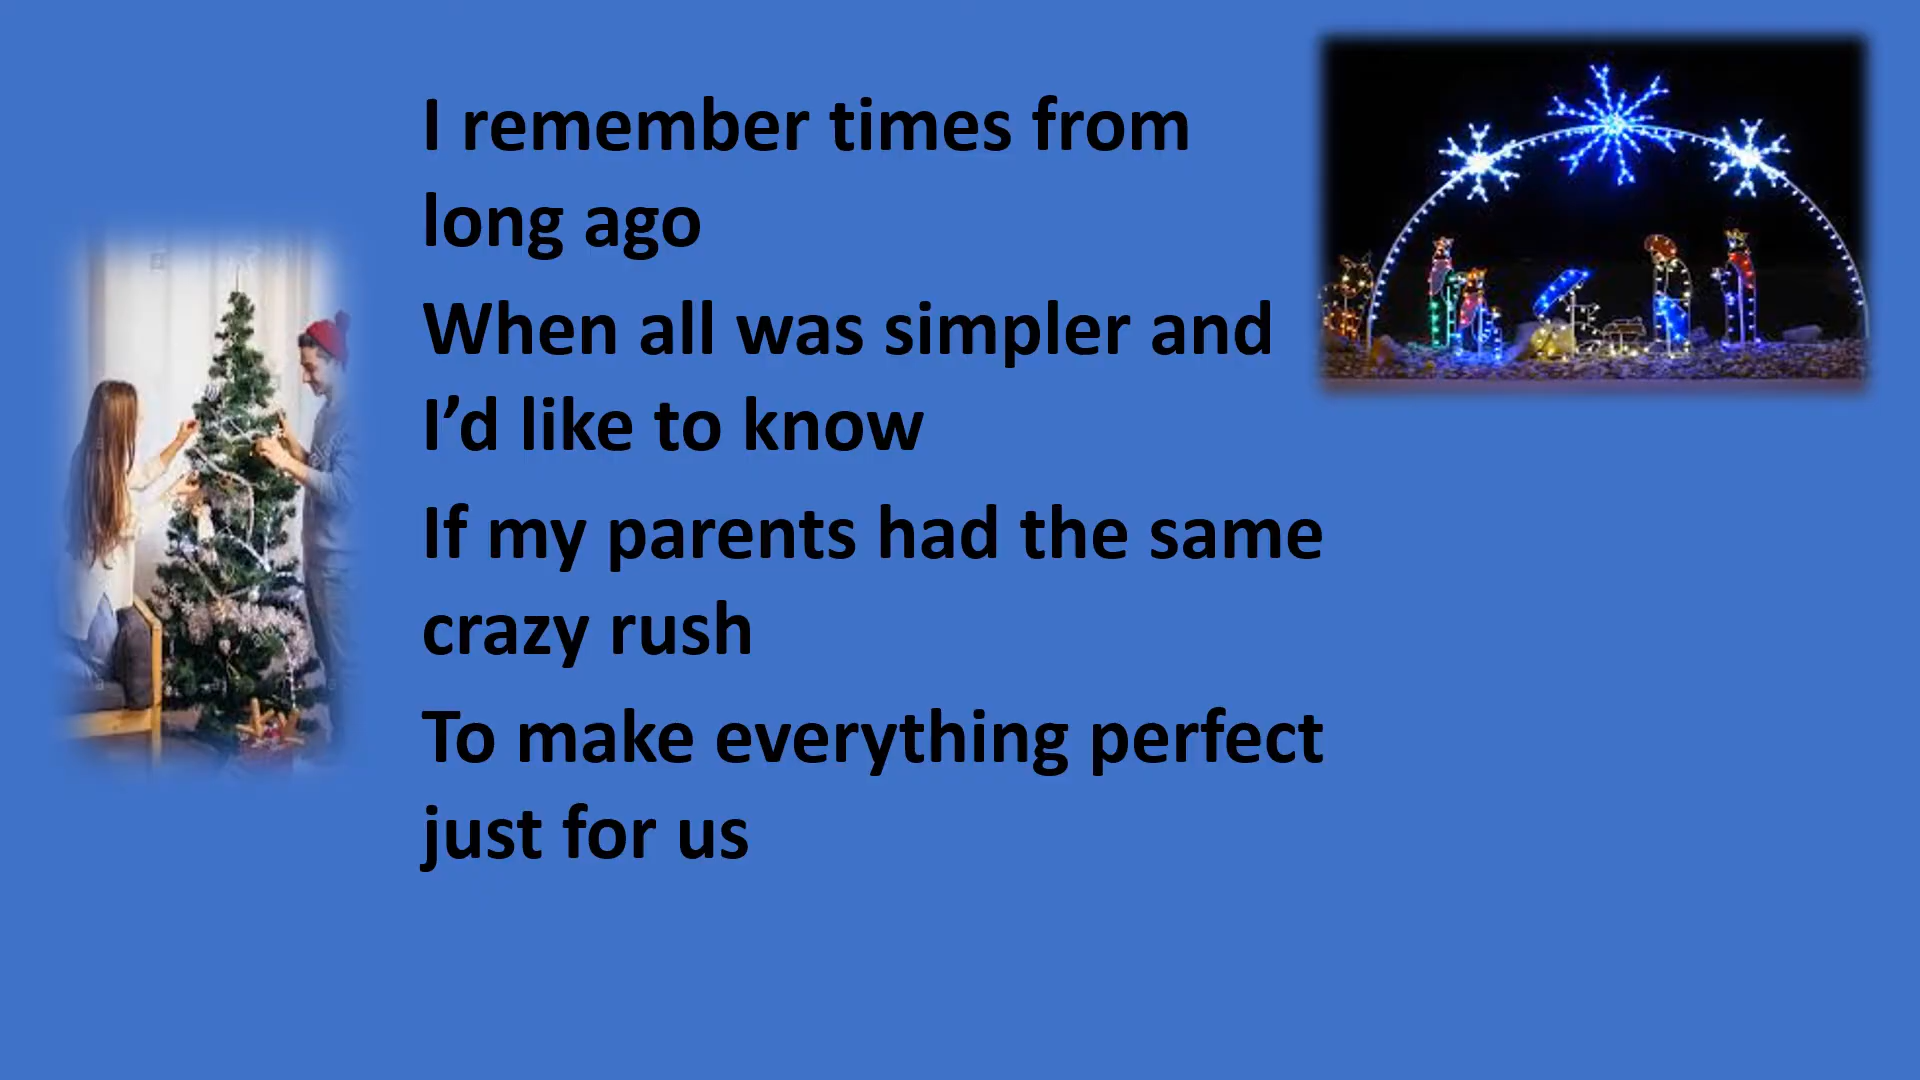 I remember times from
long ago
When all was simpler and
I’d like to know
If my parents had the same
crazy rush
To make everything perfect
just for us